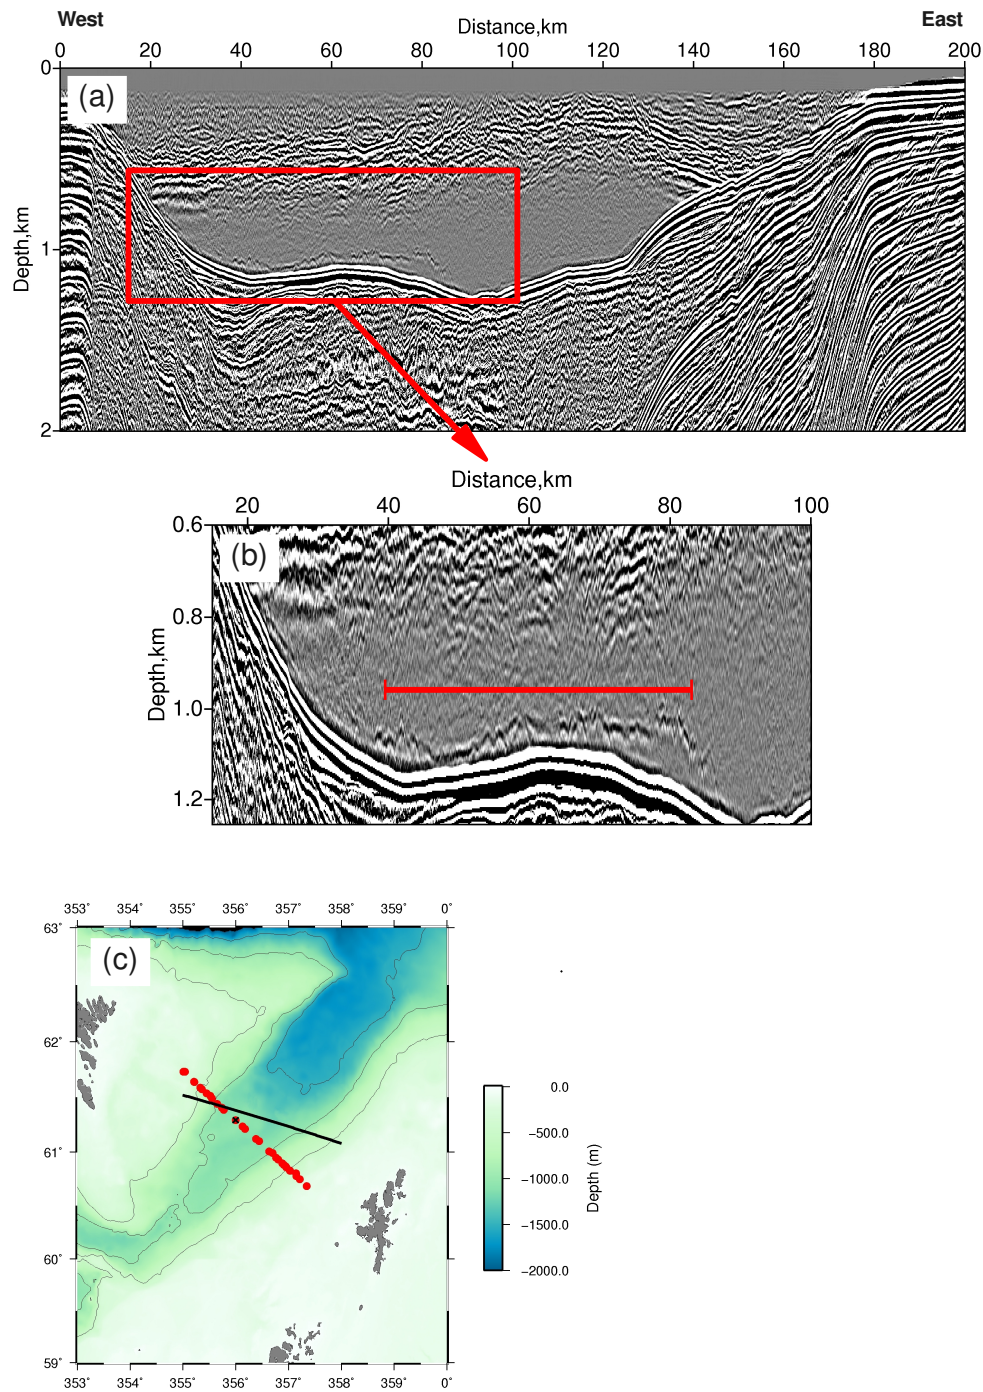 West East
Distance,km
0 20 40 60 80 100 120 140 160 180 200
(a)
0
1
2
Depth,km
Distance,km
20 40 60 80 100
(b)
0.6
0.8
1.0
1.2
Depth,km
353˚ 354˚ 355˚ 356˚ 357˚ 358˚ 359˚ 0˚
(c)
63˚
62˚
61˚
60˚
59˚
353˚ 354˚ 355˚ 356˚ 357˚ 358˚ 359˚ 0˚
0.0
−500.0
−1000.0
−1500.0
−2000.0
Depth (m)